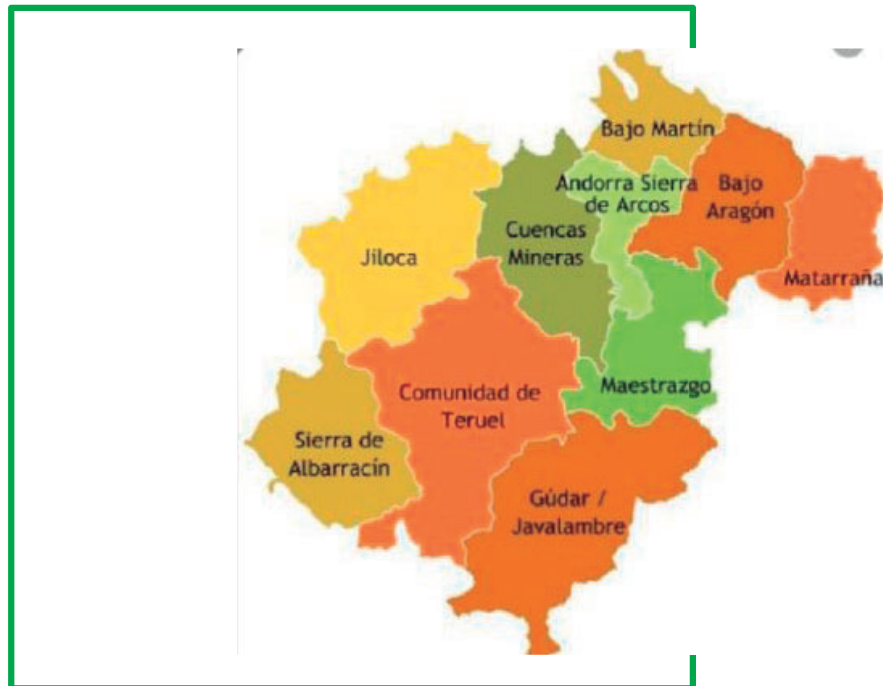 Bajo Martín
Andorra Sierra
de Arcos
Bajo
Aragón
Cuencas
Mineras
Jiloca
Matarraña
Comunidad de
Teruel
Maestrazgo
Sierra de
Albarracín
Gúdar /
Javalambre